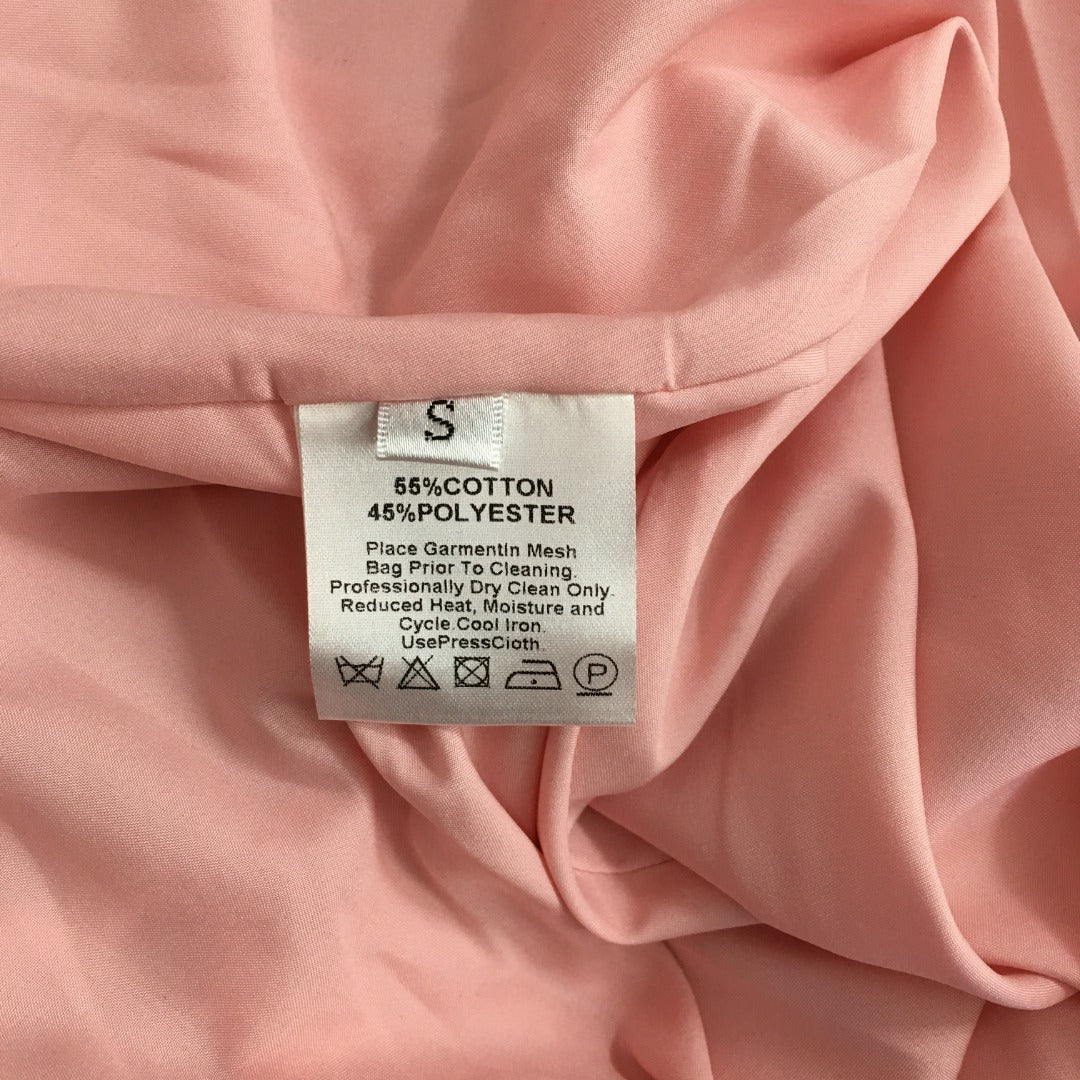 S
55%COTTON
45%POLYESTER
Place Garmentin Mesh
Bag Prior To Cleaning.
Professionally Dry Clean Only.
Reduced Heat, Moisture and
Cycle.Cool Iron.
UsePressCloth.
P